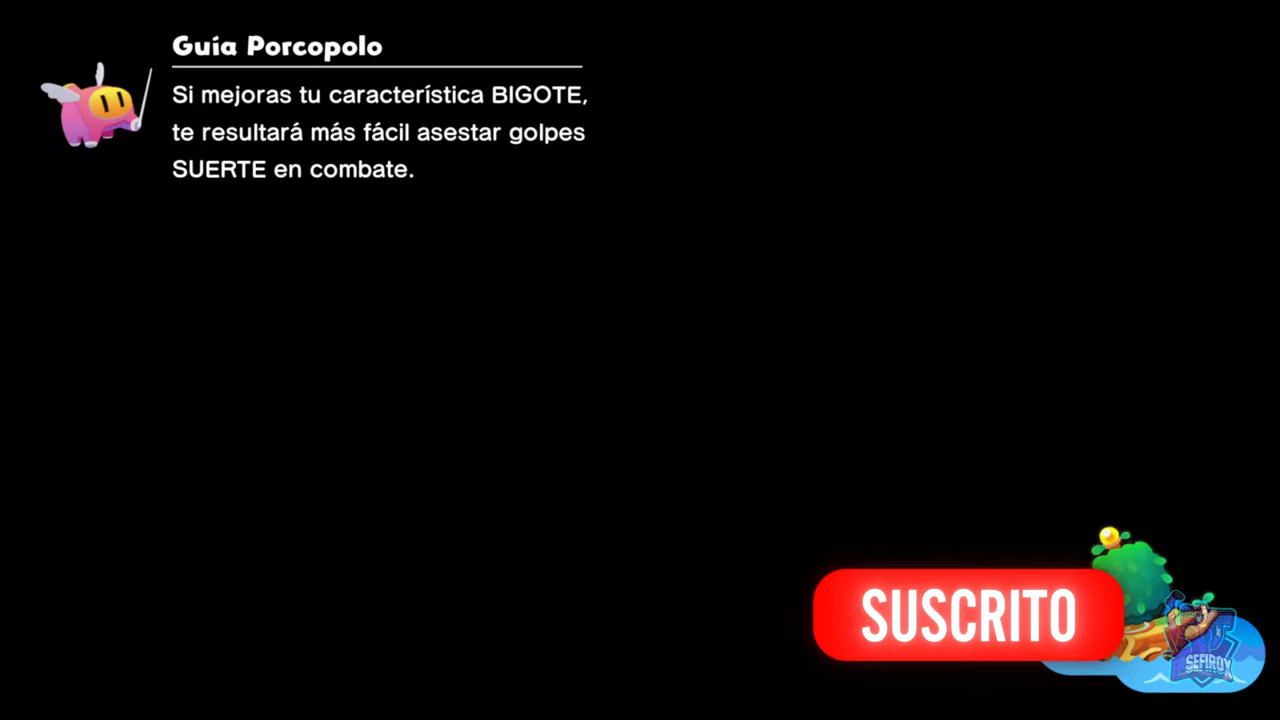 Guía Porcopolo
Si mejoras tu característica BIGOTE,
te resultará más fácil asestar golpes
SUERTE en combate.
SUSCRITO
SEFIROX